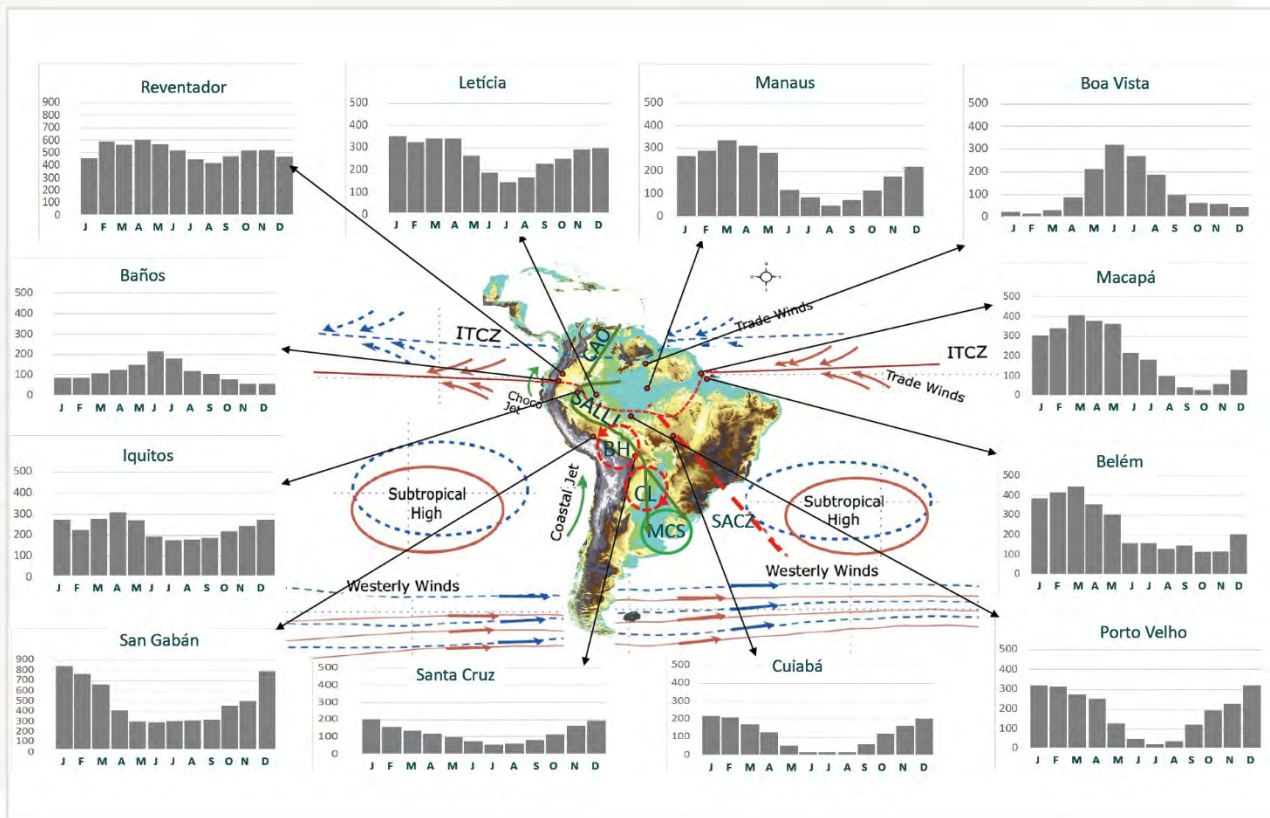 Reventador
900
800
700
600
500
400
300
200
100
0
J F M A M J J A S O N D
Letícia
500
400
300
200
100
0
J F M A M J J A S O N D
Manaus
500
400
300
200
100
0
J F M A M J J A S O N D
Boa Vista
500
400
300
200
100
0
J F M A M J J A S O N D
Baños
500
400
300
200
100
0
J F M A M J J A S O N D
Macapá
500
400
300
200
100
0
J F M A M J J A S O N D
Iquitos
500
400
300
200
100
0
J F M A M J J A S O N D
Belém
500
400
300
200
100
0
J F M A M J J A S O N D
San Gabán
900
800
700
600
500
400
300
200
100
0
J F M A M J J A S O N D
Santa Cruz
500
400
300
200
100
0
J F M A M J J A S O N D
Cuiabá
500
400
300
200
100
0
J F M A M J J A S O N D
Porto Velho
500
400
300
200
100
0
J F M A M J J A S O N D
ITCZ
CAO
Trade Winds
ITCZ
Trade Winds
Choco
Jet
SALLJ
BH
CL
MCS
SACZ
Coastal Jet
Subtropical
High
Subtropical
High
Westerly Winds
Westerly Winds